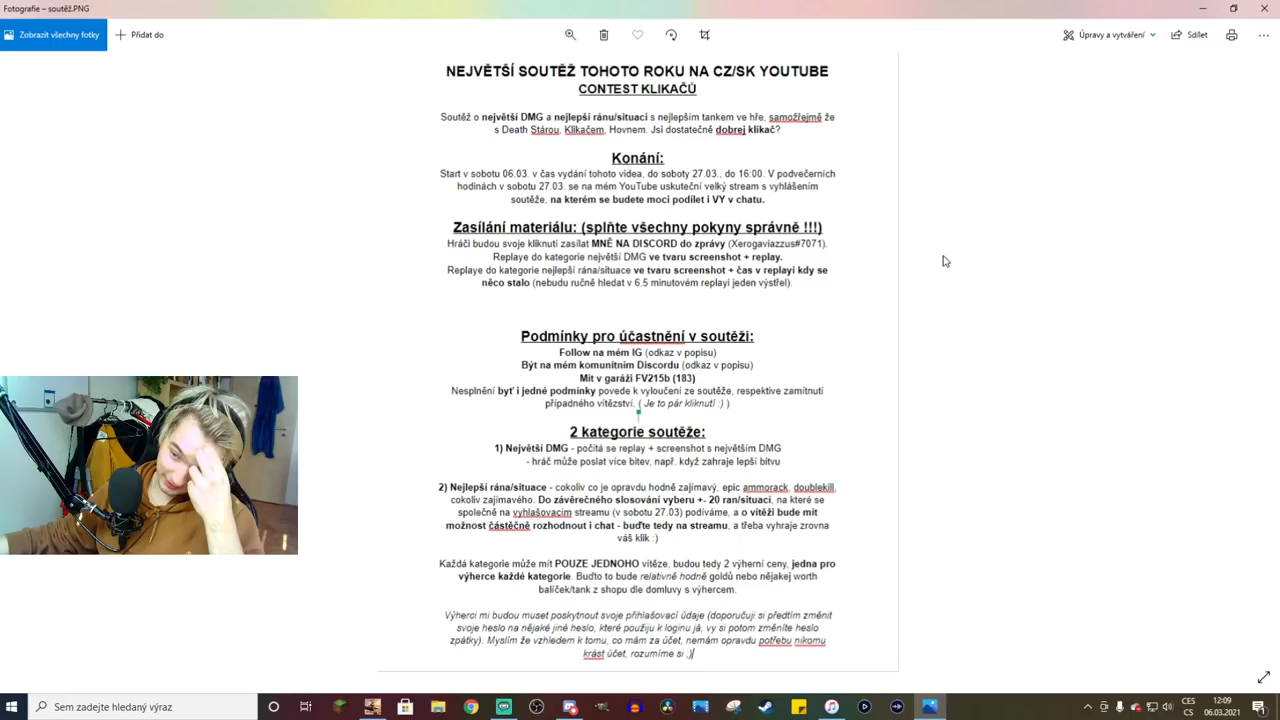 Fotografie – soutěž.PNG
Zobrazit všechny fotky
Přidat do
Úpravy a vytváření
Sdílet
NEJVĚTŠÍ SOUTĚŽ TOHOTO ROKU NA CZ/SK YOUTUBE
CONTEST KLIKAČŮ
Soutěž o největší DMG a nejlepší ránu/situaci s nejlepším tankem ve hře, samožřejmě že
s Death Stárou, Klikačem, Hovnem. Jsi dostatečně dobrej klikač?
Konání:
Start v sobotu 06.03. v čas vydání tohoto videa, do soboty 27.03., do 16:00. V podvečerních
hodinách v sobotu 27.03. se na mém YouTube uskuteční velký stream s vyhlášením
soutěže, na kterém se budete moci podílet i VY v chatu.
Zasílání materiálu: (splňte všechny pokyny správně !!!)
Hráči budou svoje kliknutí zasílat MNĚ NA DISCORD do zprávy (Xerogaviazzus#7071).
Replaye do kategorie největší DMG ve tvaru screenshot + replay.
Replaye do kategorie nejlepší rána/situace ve tvaru screenshot + čas v replayi kdy se
něco stalo (nebudu ručně hledat v 6.5 minutovém replayi jeden výstřel).
Podmínky pro účastnění v soutěži:
Follow na mém IG (odkaz v popisu)
Být na mém komunitním Discordu (odkaz v popisu)
Mít v garáži FV215b (183)
Nesplnění byť i jedné podmínky povede k vyloučení ze soutěže, respektive zamítnutí
případného vítězství. ( Je to pár kliknutí :) )
2 kategorie soutěže:
1) Největší DMG - počítá se replay + screenshot s největším DMG
- hráč může poslat více bitev, např. když zahraje lepší bitvu
2) Nejlepší rána/situace - cokoliv co je opravdu hodně zajímavý, epic ammorack, doublekill,
cokoliv zajímavého. Do závěrečného slosování vyberu +- 20 ran/situací, na které se
společně na vyhlašovacím streamu (v sobotu 27.03) podíváme, a o vítězi bude mít
možnost částěčně rozhodnout i chat - buďte tedy na streamu, a třeba vyhraje zrovna
váš klik :)
Každá kategorie může mít POUZE JEDNOHO vítěze, budou tedy 2 výherní ceny, jedna pro
výherce každé kategorie. Buďto to bude relativně hodně goldů nebo nějakej worth
balíček/tank z shopu dle domluvy s výhercem.
Výherci mi budou muset poskytnout svoje přihlašovací údaje (doporučuji si předtím změnit
svoje heslo na nějaké jiné heslo, které použiju k loginu já, vy si potom změníte heslo
zpátky). Myslím že vzhledem k tomu, co mám za účet, nemám opravdu potřebu nikomu
krást účet, rozumíme si ;)
Sem zadejte hledaný výraz
CES
12:09
06.03.2021